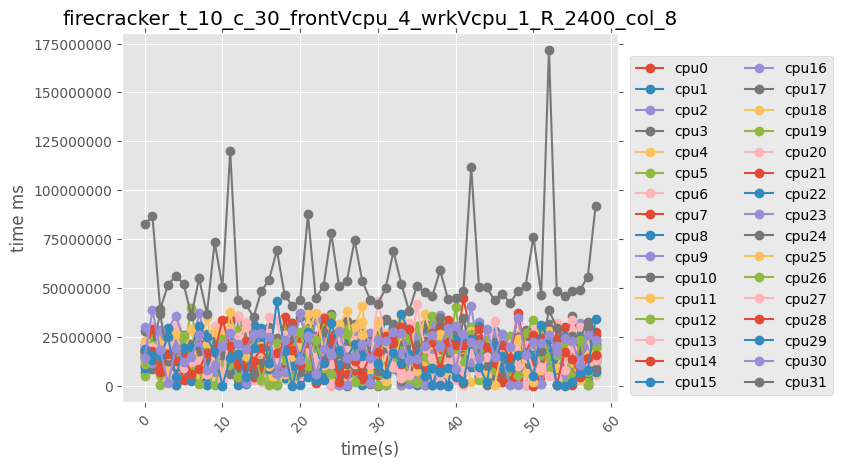 firecracker_t_10_c_30_frontVcpu_4_wrkVcpu_1_R_2400_col_8
time ms
175000000
150000000
125000000
100000000
75000000
50000000
25000000
0
0 10 20 30 40 50 60
time(s)
cpu0 cpu16
cpu1 cpu17
cpu2 cpu18
cpu3 cpu19
cpu4 cpu20
cpu5 cpu21
cpu6 cpu22
cpu7 cpu23
cpu8 cpu24
cpu9 cpu25
cpu10 cpu26
cpu11 cpu27
cpu12 cpu28
cpu13 cpu29
cpu14 cpu30
cpu15 cpu31